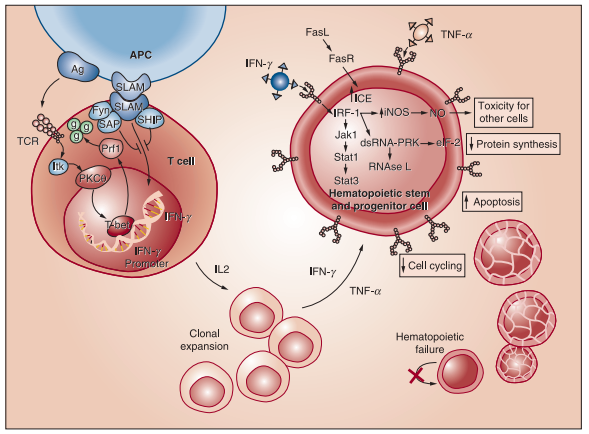 FasL
TNF-α
APC
FasR
IFN-γ
Ag
SLAM
ICE
SLAM
IRF-1
iNOS
NO
Toxicity for
other cells
Fyn
SHIP
g
SAP
g
TCR
g
Jak1
dsRNA-PRK
eIF-2
Protein synthesis
Prf1
T cell
Itk
Stat1
RNAse L
PKCθ
Stat3
Hematopoietic stem
and progenitor cell
Apoptosis
IFN-γ
T-bet
IFN-γ
Promoter
IL2
IFN-γ
Cell cycling
TNF-α
Clonal
expansion
Hematopoietic
failure